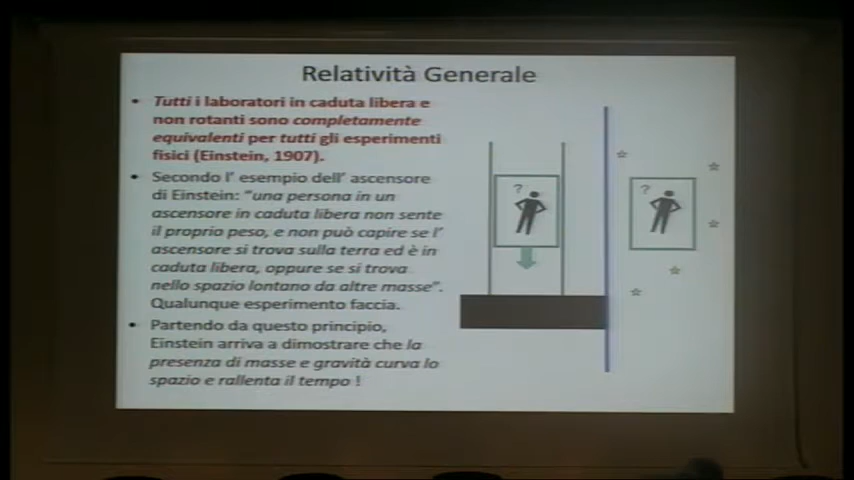 Relatività Generale
• Tutti i laboratori in caduta libera e
non rotanti sono completamente
equivalenti per tutti gli esperimenti
fisici (Einstein, 1907).
• Secondo l' esempio dell' ascensore
di Einstein: "una persona in un
ascensore in caduta libera non sente
il proprio peso, e non può capire se l'
ascensore si trova sulla terra ed è in
caduta libera, oppure se si trova
nello spazio lontano da altre masse".
Qualunque esperimento faccia.
• Partendo da questo principio,
Einstein arriva a dimostrare che la
presenza di masse e gravità curva lo
spazio e rallenta il tempo !
?
?